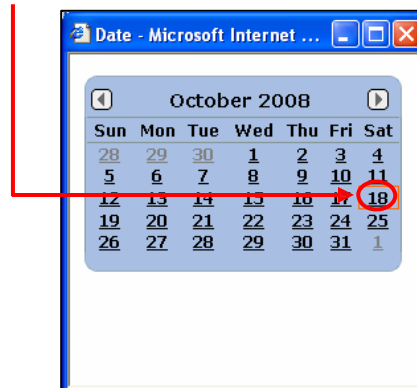 Date - Microsoft Internet ...
October 2008
Sun Mon Tue Wed Thu Fri Sat
28 29 30 1 2 3 4
5 6 7 8 9 10 11
12 13 14 15 16 17 18
19 20 21 22 23 24 25
26 27 28 29 30 31 1